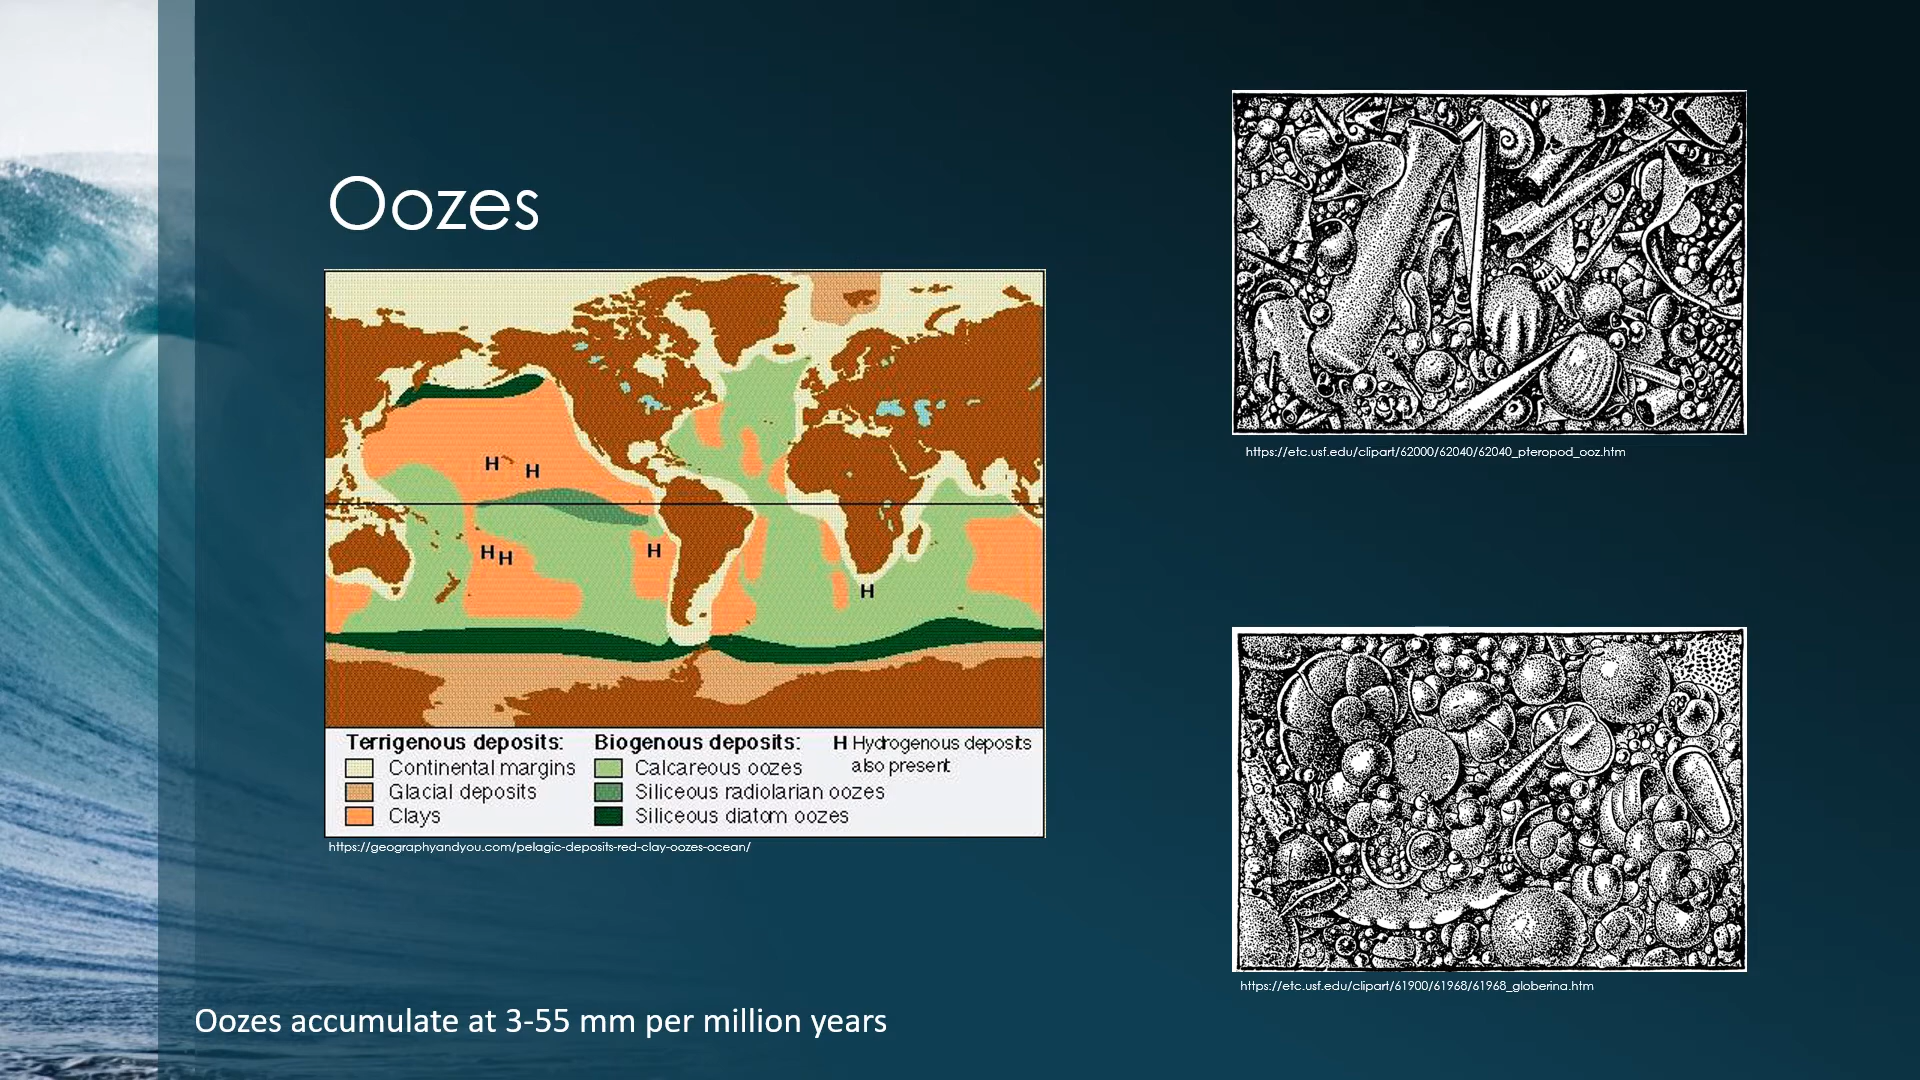 Oozes
H
H
H
H
H
H
Terrigenous deposits:
Continental margins
Glacial deposits
Clays
Biogenous deposits:
Calcareous oozes
Siliceous radiolarian oozes
Siliceous diatom oozes
H Hydrogenous deposits
also present
https://geographyandyou.com/pelagic-deposits-red-clay-oozes-ocean/
Oozes accumulate at 3-55 mm per million years
https://etc.usf.edu/clipart/62000/62040/62040_pteropod_ooz.htm
https://etc.usf.edu/clipart/61900/61968/61968_globerina.htm